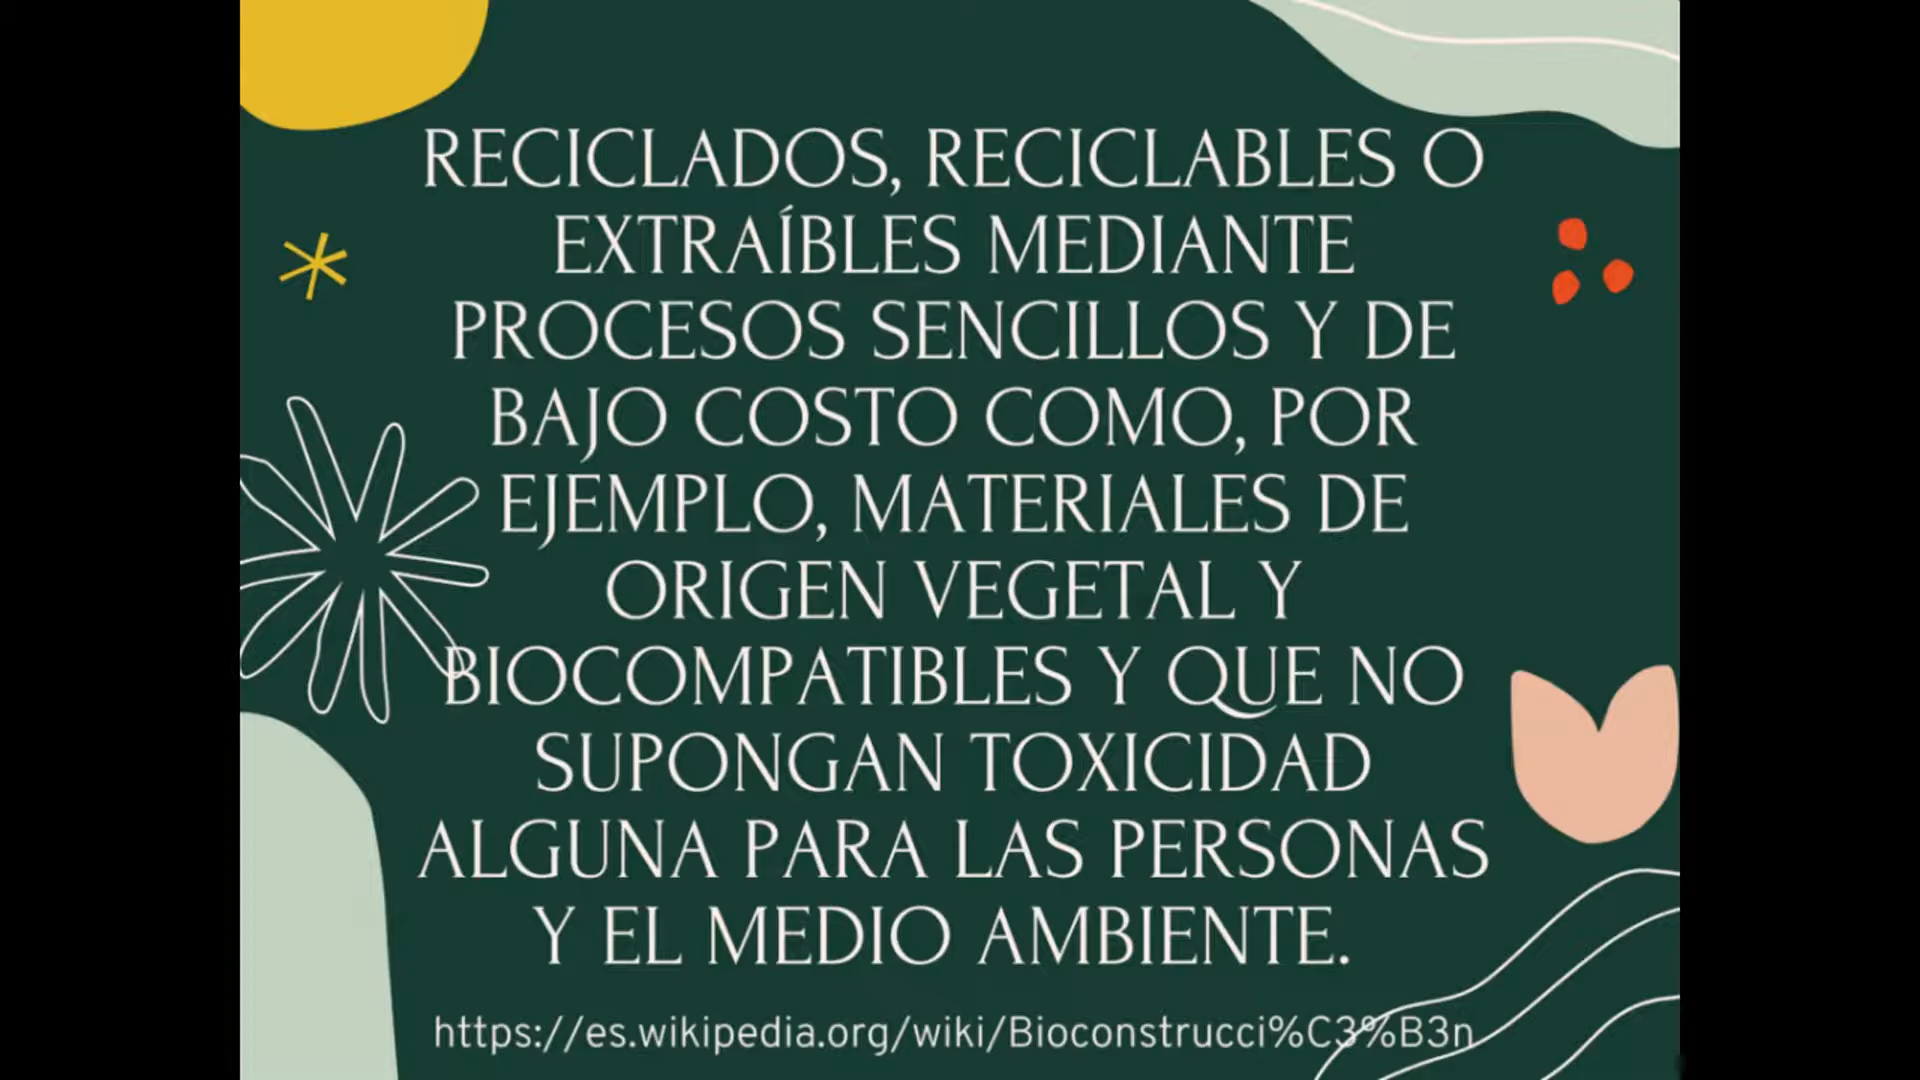 RECICLADOS, RECICLABLES O
EXTRAÍBLES MEDIANTE
PROCESOS SENCILLOS Y DE
BAJO COSTO COMO, POR
EJEMPLO, MATERIALES DE
ORIGEN VEGETAL Y
BIOCOMPATIBLES Y QUE NO
SUPONGAN TOXICIDAD
ALGUNA PARA LAS PERSONAS
Y EL MEDIO AMBIENTE.
https://es.wikipedia.org/wiki/Bioconstrucci%C3%B3n